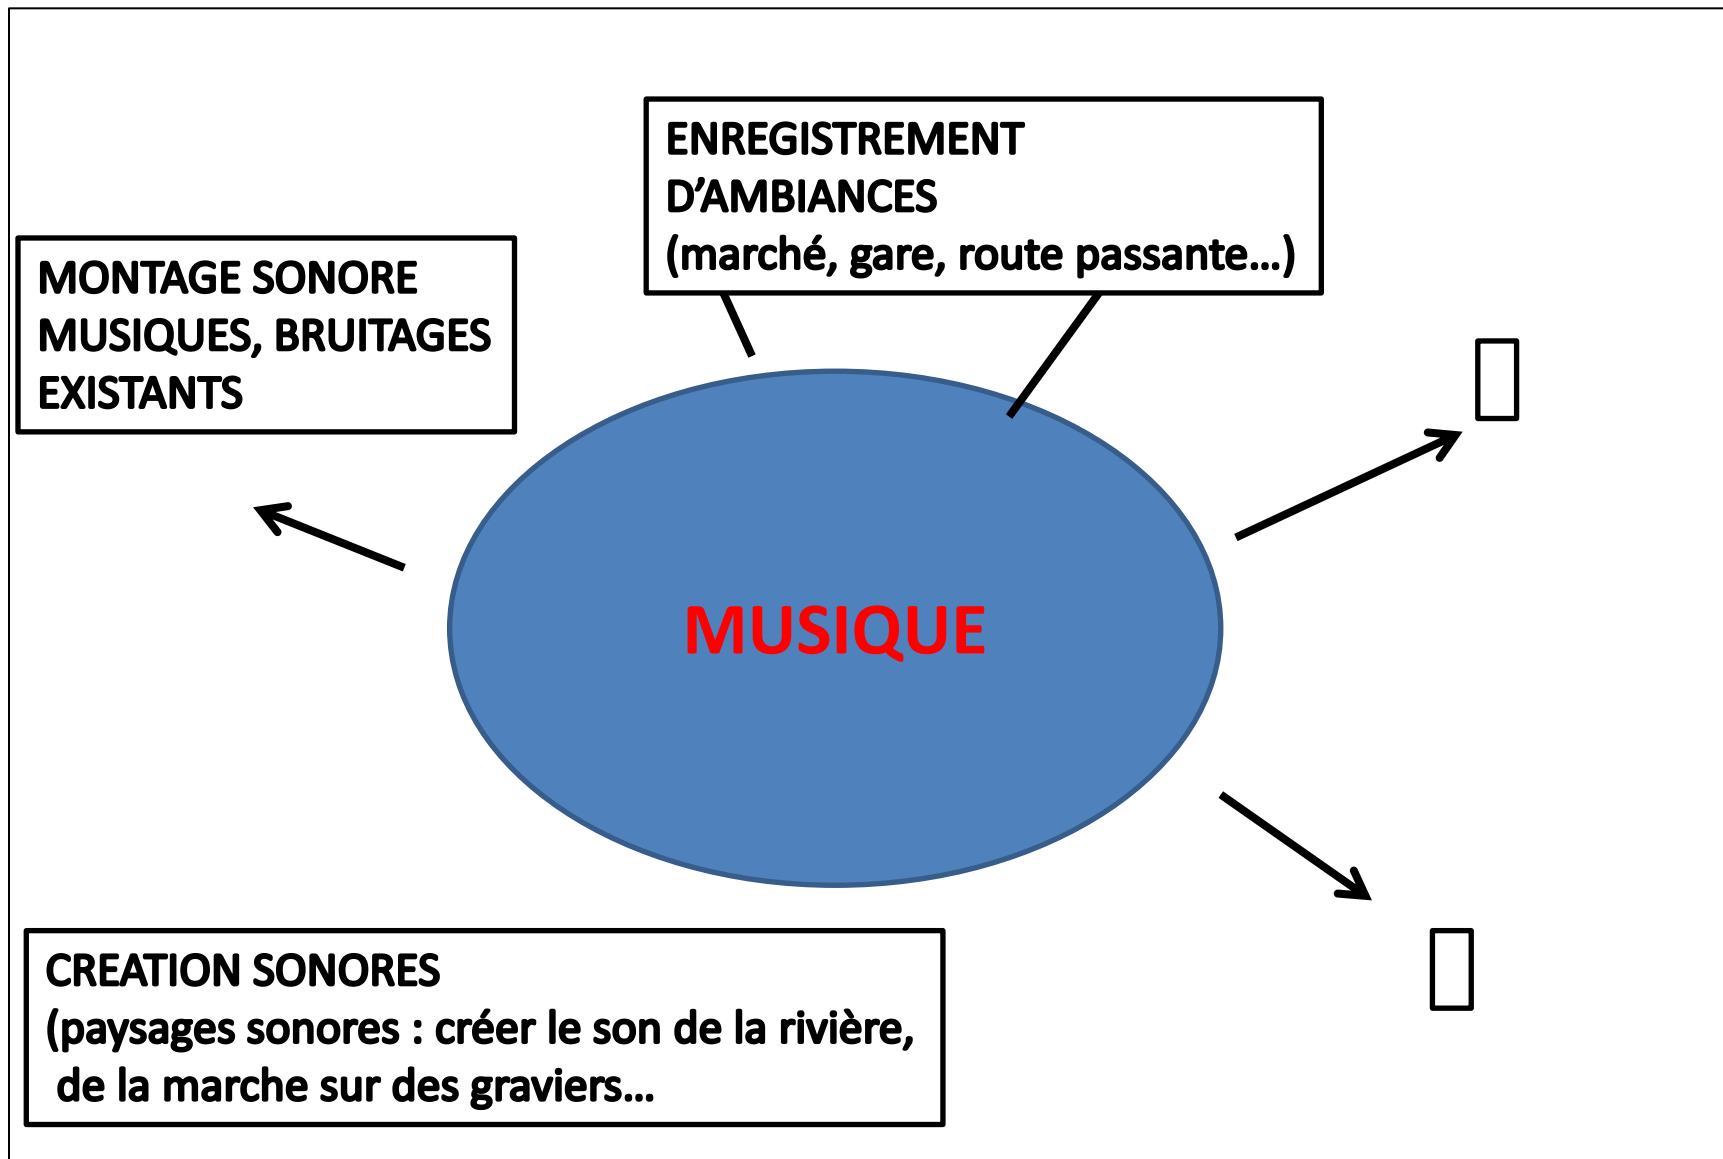 ENREGISTREMENT
D’AMBIANCES
(marché, gare, route passante…)
MONTAGE SONORE
MUSIQUES, BRUITAGES
EXISTANTS
MUSIQUE
CREATION SONORES
(paysages sonores : créer le son de la rivière,
de la marche sur des graviers…